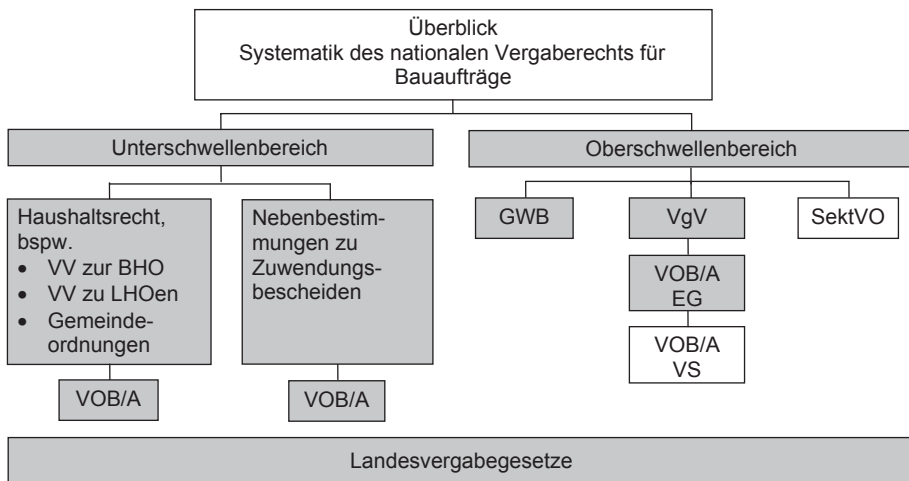 Überblick
Systematik des nationalen Vergaberechts für
Bauaufträge
Unterschwellenbereich
Oberschwellenbereich
Haushaltsrecht,
bspw.
• VV zur BHO
• VV zu LHOen
• Gemeinde-
ordnungen
Nebenbestim-
mungen zu
Zuwendungs-
bescheiden
GWB
VgV
SektVO
VOB/A
EG
VOB/A
VS
VOB/A
VOB/A
Landesvergabegesetze